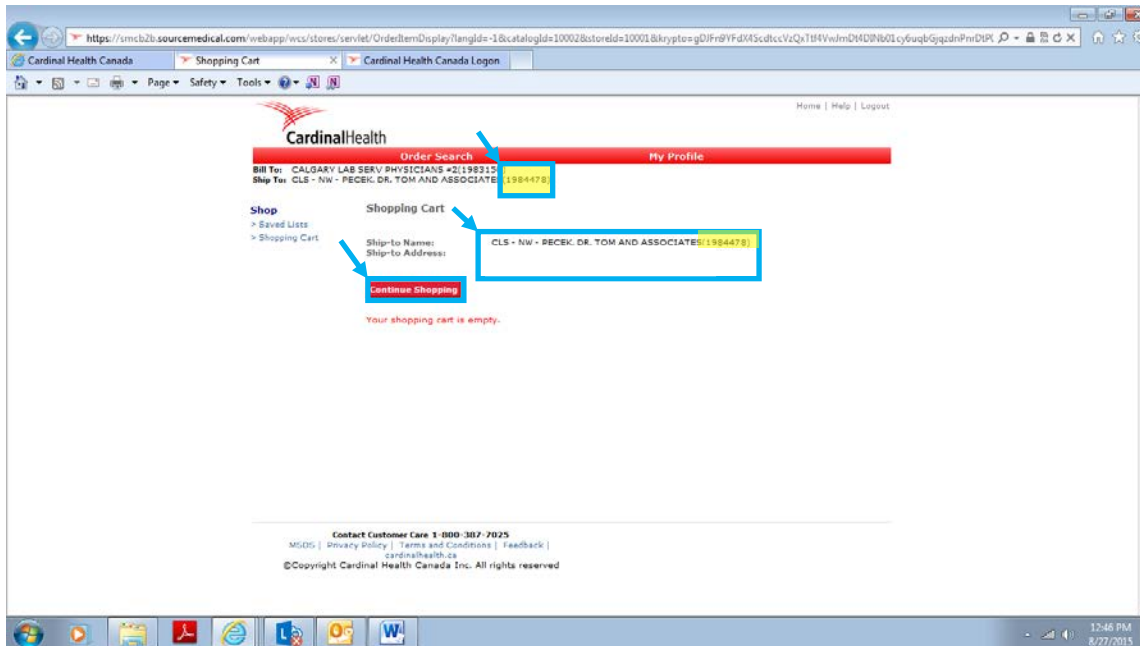 https://smcb2b.sourcemedical.com/webapp/wcs/stores/servlet/OrderItemDisplay?langId=-1&catalogId=10002&storeId=10001&krypto=
Cardinal Health Canada
Shopping Cart
Cardinal Health Canada Logon
Page Safety Tools
Home | Help | Logout
CardinalHealth
Order Search My Profile
Bill To: CALGARY LAB SERV PHYSICIANS #2(198315
Ship To: CLS - NW - PECEK. DR. TOM AND ASSOCIATES(1984478)
Shop
> Saved Lists
> Shopping Cart
Shopping Cart
Ship-to Name: CLS - NW - PECEK. DR. TOM AND ASSOCIATES(1984478)
Ship-to Address:
Continue Shopping
Your shopping cart is empty.
Contact Customer Care 1-800-387-7025
MSDS | Privacy Policy | Terms and Conditions | Feedback |
cardinalhealth.ca
©Copyright Cardinal Health Canada Inc. All rights reserved
12:46 PM
8/27/2015